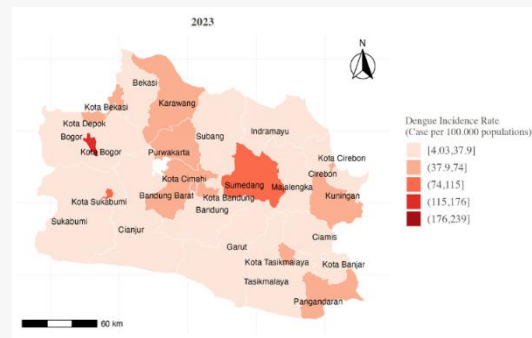 2023
N
Bekasi
Kota Bekasi
Karawang
Kota Depok
Subang
Indramayu
Bogor
Kota Bogor
Purwakarta
Kota Cirebon
Cirebon
Kota Cimahi
Sumedang
Majalengka
Kuningan
Bandung Barat
Kota Bandung
Kota Sukabumi
Bandung
Sukabumi
Cianjur
Ciamis
Garut
Kota Tasikmalaya
Kota Banjar
Tasikmalaya
Pangandaran
60 km
Dengue Incidence Rate
(Case per 100.000 populations)
[4.03,37.9]
(37.9,74]
(74,115]
(115,176]
(176,239]